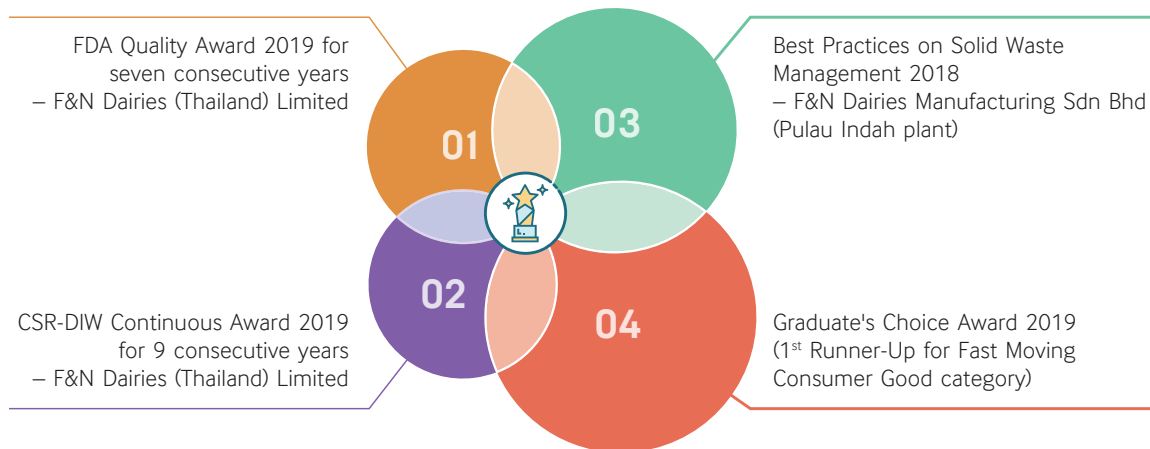 FDA Quality Award 2019 for
seven consecutive years
– F&N Dairies (Thailand) Limited
01
CSR-DIW Continuous Award 2019
for 9 consecutive years
– F&N Dairies (Thailand) Limited
02
03
Best Practices on Solid Waste
Management 2018
– F&N Dairies Manufacturing Sdn Bhd
(Pulau Indah plant)
04
Graduate's Choice Award 2019
(1st Runner-Up for Fast Moving
Consumer Good category)